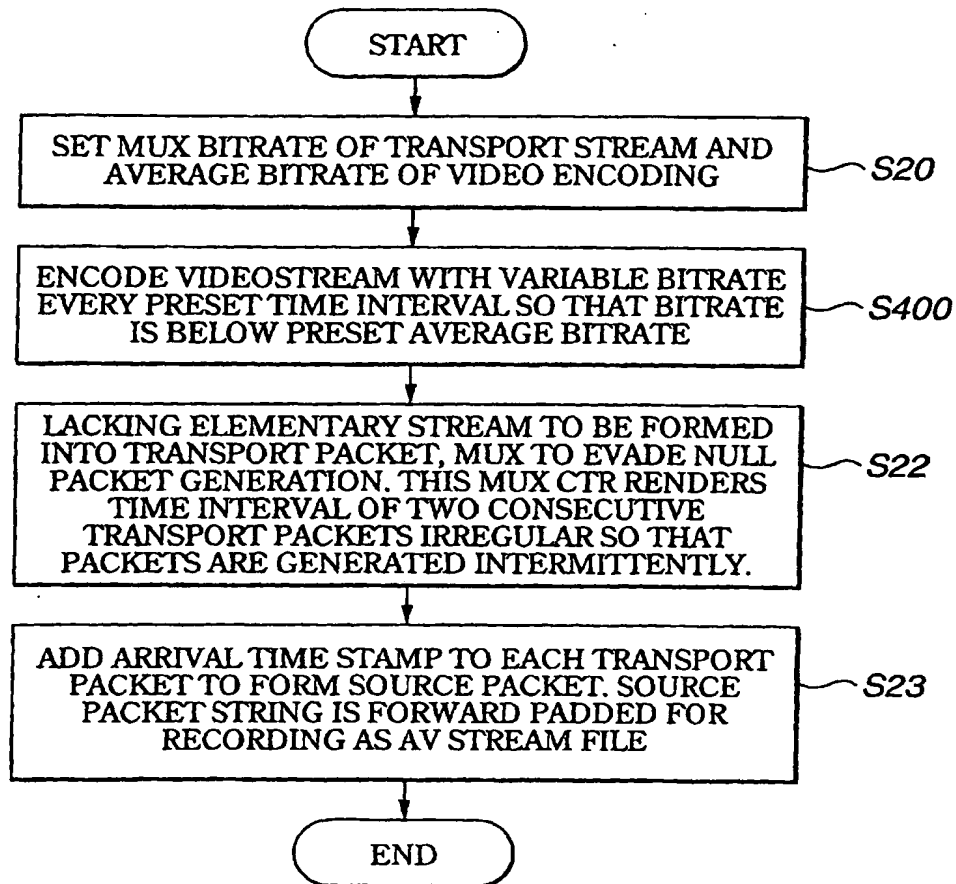 START
SET MUX BITRATE OF TRANSPORT STREAM AND
AVERAGE BITRATE OF VIDEO ENCODING
S20
ENCODE VIDEOSTREAM WITH VARIABLE BITRATE
EVERY PRESET TIME INTERVAL SO THAT BITRATE
IS BELOW PRESET AVERAGE BITRATE
S400
LACKING ELEMENTARY STREAM TO BE FORMED
INTO TRANSPORT PACKET, MUX TO EVADE NULL
PACKET GENERATION. THIS MUX CTR RENDERS
TIME INTERVAL OF TWO CONSECUTIVE
TRANSPORT PACKETS IRREGULAR SO THAT
PACKETS ARE GENERATED INTERMITTENTLY.
S22
ADD ARRIVAL TIME STAMP TO EACH TRANSPORT
PACKET TO FORM SOURCE PACKET. SOURCE
PACKET STRING IS FORWARD PADDED FOR
RECORDING AS AV STREAM FILE
S23
END